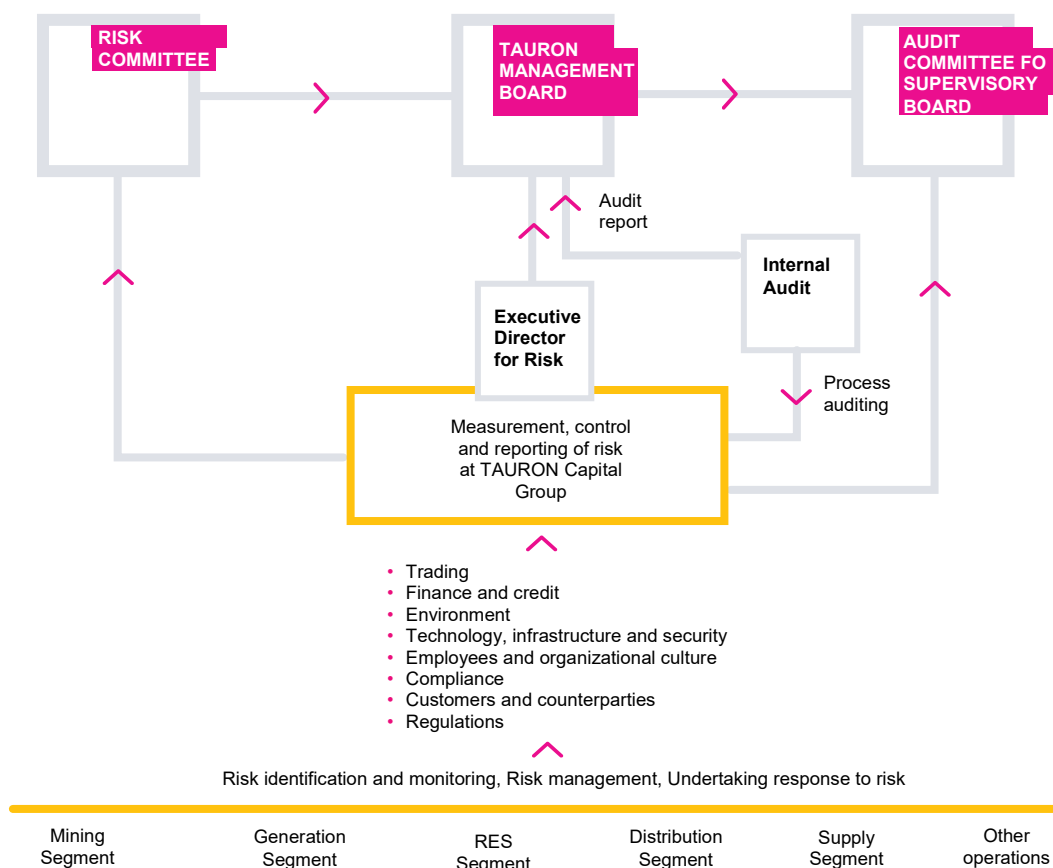 RISK
COMMITTEE
TAURON
MANAGEMENT
BOARD
AUDIT
COMMITTEE FO
SUPERVISORY
BOARD
Audit
report
Internal
Audit
Executive
Director
for Risk
Process
auditing
Measurement, control
and reporting of risk
at TAURON Capital
Group
• Trading
• Finance and credit
• Environment
• Technology, infrastructure and security
• Employees and organizational culture
• Compliance
• Customers and counterparties
• Regulations
Risk identification and monitoring, Risk management, Undertaking response to risk
Mining
Segment
Generation
Segment
RES
Segment
Distribution
Segment
Supply
Segment
Other
operations